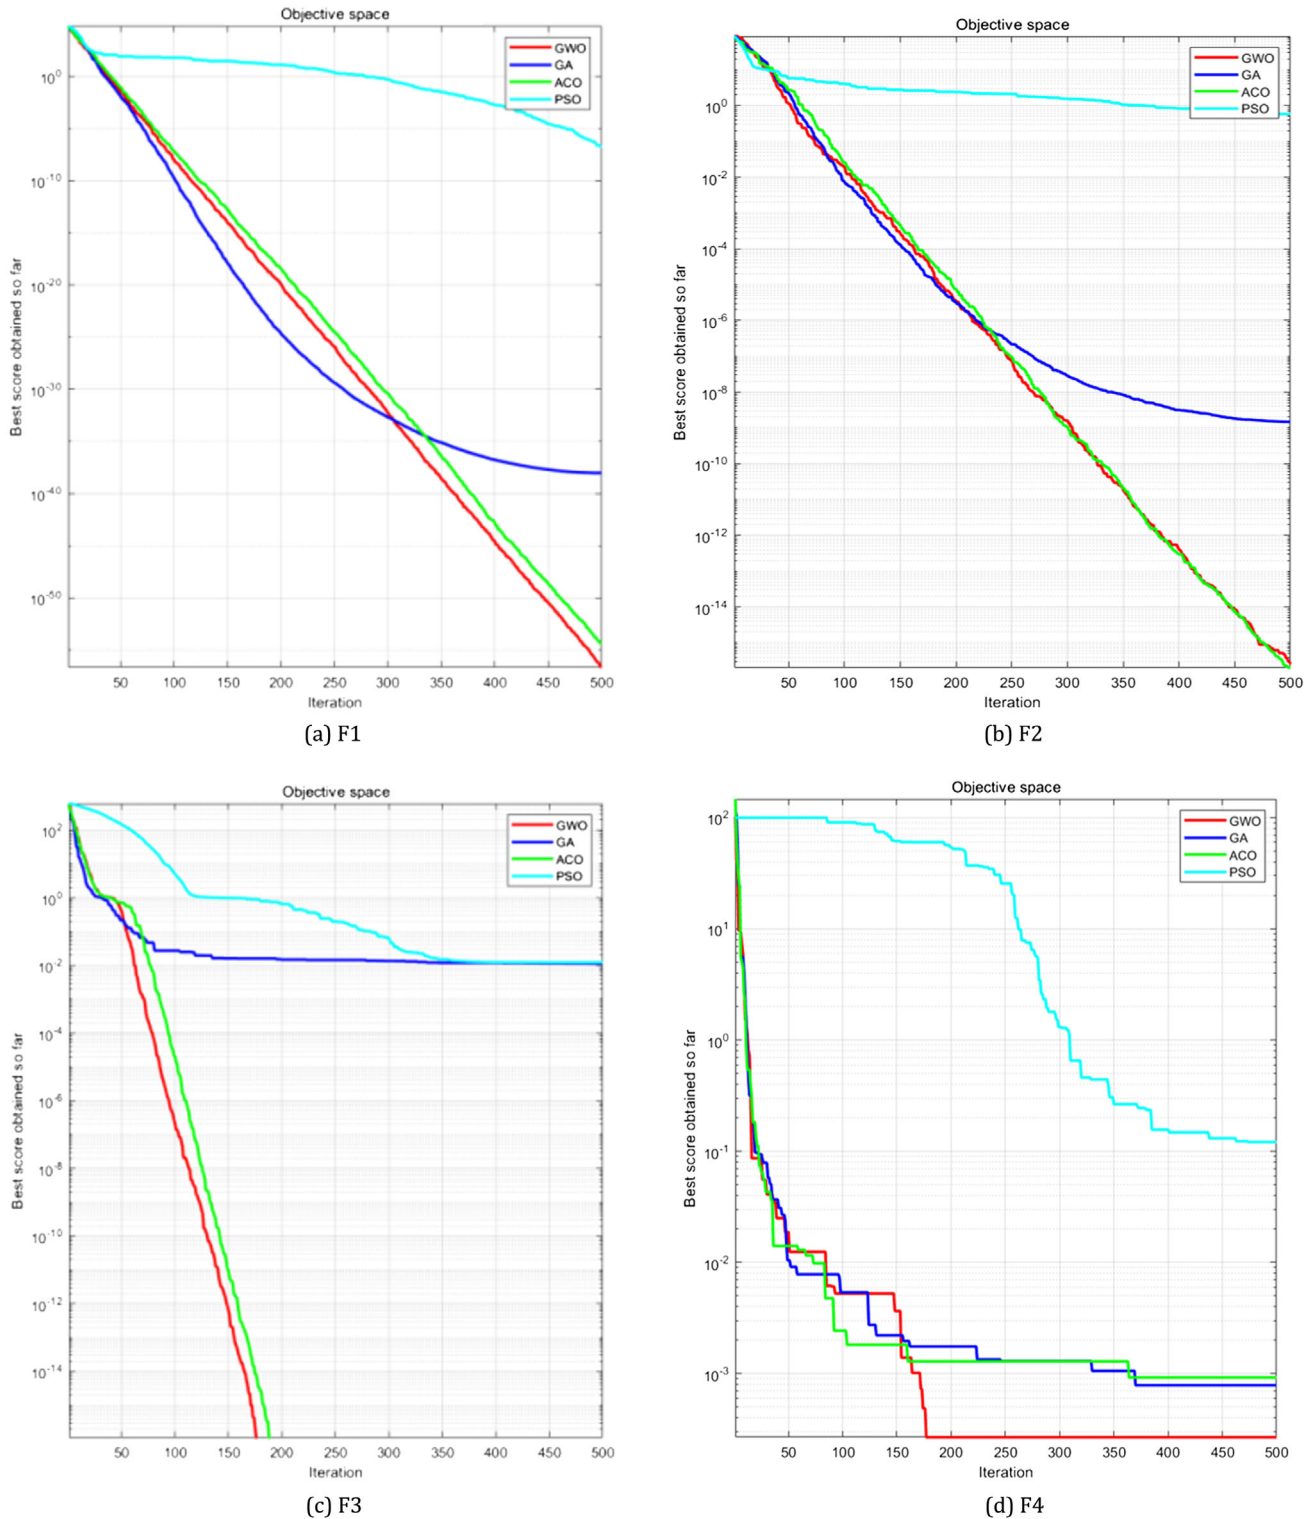 Objective space
GWO
GA
ACO
PSO
10^0
10^-10
10^-20
10^-30
10^-40
10^-50
Best score obtained so far
50 100 150 200 250 300 350 400 450 500
Iteration
(a) F1
Objective space
GWO
GA
ACO
PSO
10^0
10^-2
10^-4
10^-6
10^-8
10^-10
10^-12
10^-14
Best score obtained so far
50 100 150 200 250 300 350 400 450 500
Iteration
(b) F2
Objective space
GWO
GA
ACO
PSO
10^2
10^0
10^-2
10^-4
10^-6
10^-8
10^-10
10^-12
10^-14
Best score obtained so far
50 100 150 200 250 300 350 400 450 500
Iteration
(c) F3
Objective space
GWO
GA
ACO
PSO
10^2
10^1
10^0
10^-1
10^-2
10^-3
Best score obtained so far
50 100 150 200 250 300 350 400 450 500
Iteration
(d) F4